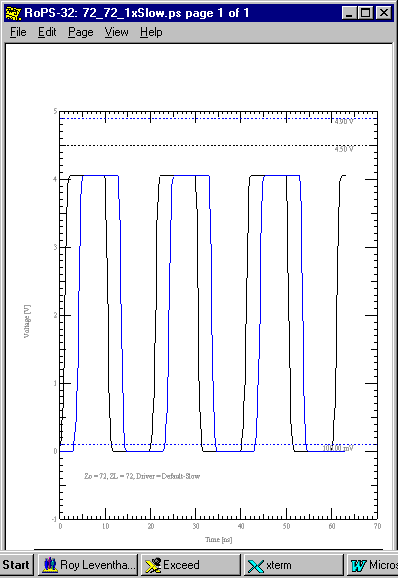 RoPS-32: 72_72_1xSlow.ps page 1 of 1
File Edit Page View Help
5
4.90 V
4.50 V
4
3
Voltage [V]
2
1
100.00 mV
0
Zo = 72, ZL = 72, Driver = Default-Slow
-1
0 10 20 30 40 50 60 70
Time [ns]
Start Roy Leventha... Exceed xterm Micros